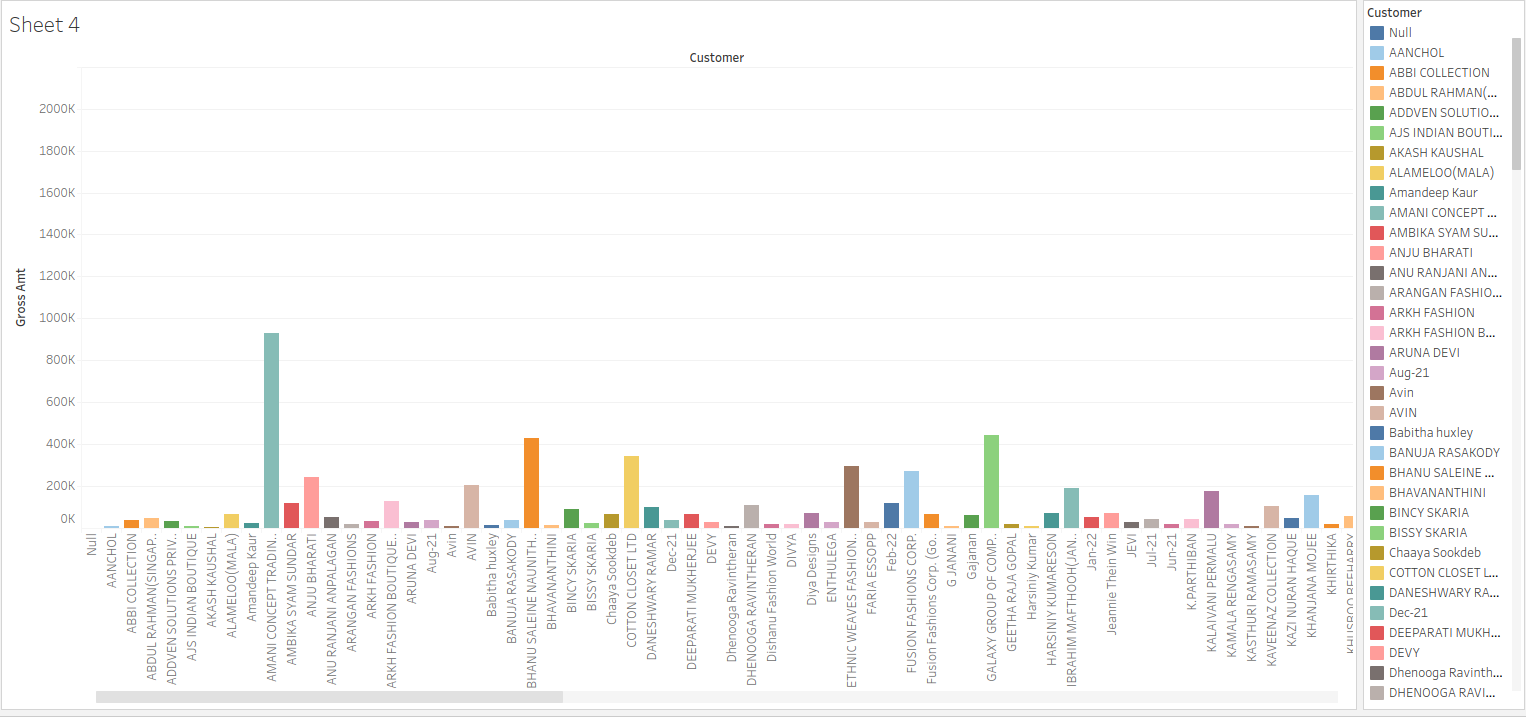 Sheet 4
Customer
Gross Amt
2000K
1800K
1600K
1400K
1200K
1000K
800K
600K
400K
200K
0K
Null
AANCHOL
ABBI COLLECTION
ABDUL RAHMAN(SINGAP..
ADDVEN SOLUTIONS PRIV..
AJS INDIAN BOUTIQUE
AKASH KAUSHAL
ALAMELOO(MALA)
Amandeep Kaur
AMANI CONCEPT TRADIN..
AMBIKA SYAM SUNDAR
ANJU BHARATI
ANU RANJANI ANPALAGAN
ARANGAN FASHIONS
ARKH FASHION
ARKH FASHION BOUTIQUE..
ARUNA DEVI
Aug-21
Avin
AVIN
Babitha huxley
BANUJA RASAKODY
BHANU SALEINE NAUNITH..
BHAVANANTHINI
BINCY SKARIA
BISSY SKARIA
Chaaya Sookdeb
COTTON CLOSET LTD
DANESHWARY RAMAR
Dec-21
DEEPARATI MUKHERJEE
DEVY
Dhenooga Ravintheran
DHENOOGA RAVINTHERAN
Dishanu Fashion World
DIVYA
Diya Designs
ENTHULEGA
ETHNIC WEAVES FASHION..
FARIA ESSOPP
Feb-22
FUSION FASHIONS CORP.
Fusion Fashions Corp. (Go..
G JANANI
Gajanan
GALAXY GROUP OF COMP..
GEETHA RAJA GOPAL
Harsiniy Kumar
HARSINIY KUMARESON
IBRAHIM MAFTHOOH(JAN..
Jan-22
Jeannie Thein Win
JEVI
Jul-21
Jun-21
K.PARTHIBAN
KALAIVANI PERMALU
KAMALA RENGASAMY
KASTHURI RAMASAMY
KAVEENAZ COLLECTION
KAZI NURAN HAQUE
KHANJANA MOJEE
KHIRTHIKA
Customer
Null
AANCHOL
ABBI COLLECTION
ABDUL RAHMAN(...
ADDVEN SOLUTIO...
AJS INDIAN BOUTI...
AKASH KAUSHAL
ALAMELOO(MALA)
Amandeep Kaur
AMANI CONCEPT ...
AMBIKA SYAM SU...
ANJU BHARATI
ANU RANJANI AN...
ARANGAN FASHIO...
ARKH FASHION
ARKH FASHION B...
ARUNA DEVI
Aug-21
Avin
AVIN
Babitha huxley
BANUJA RASAKODY
BHANU SALEINE ...
BHAVANANTHINI
BINCY SKARIA
BISSY SKARIA
Chaaya Sookdeb
COTTON CLOSET L...
DANESHWARY RA...
Dec-21
DEEPARATI MUKH...
DEVY
Dhenooga Ravinth...
DHENOOGA RAVI...